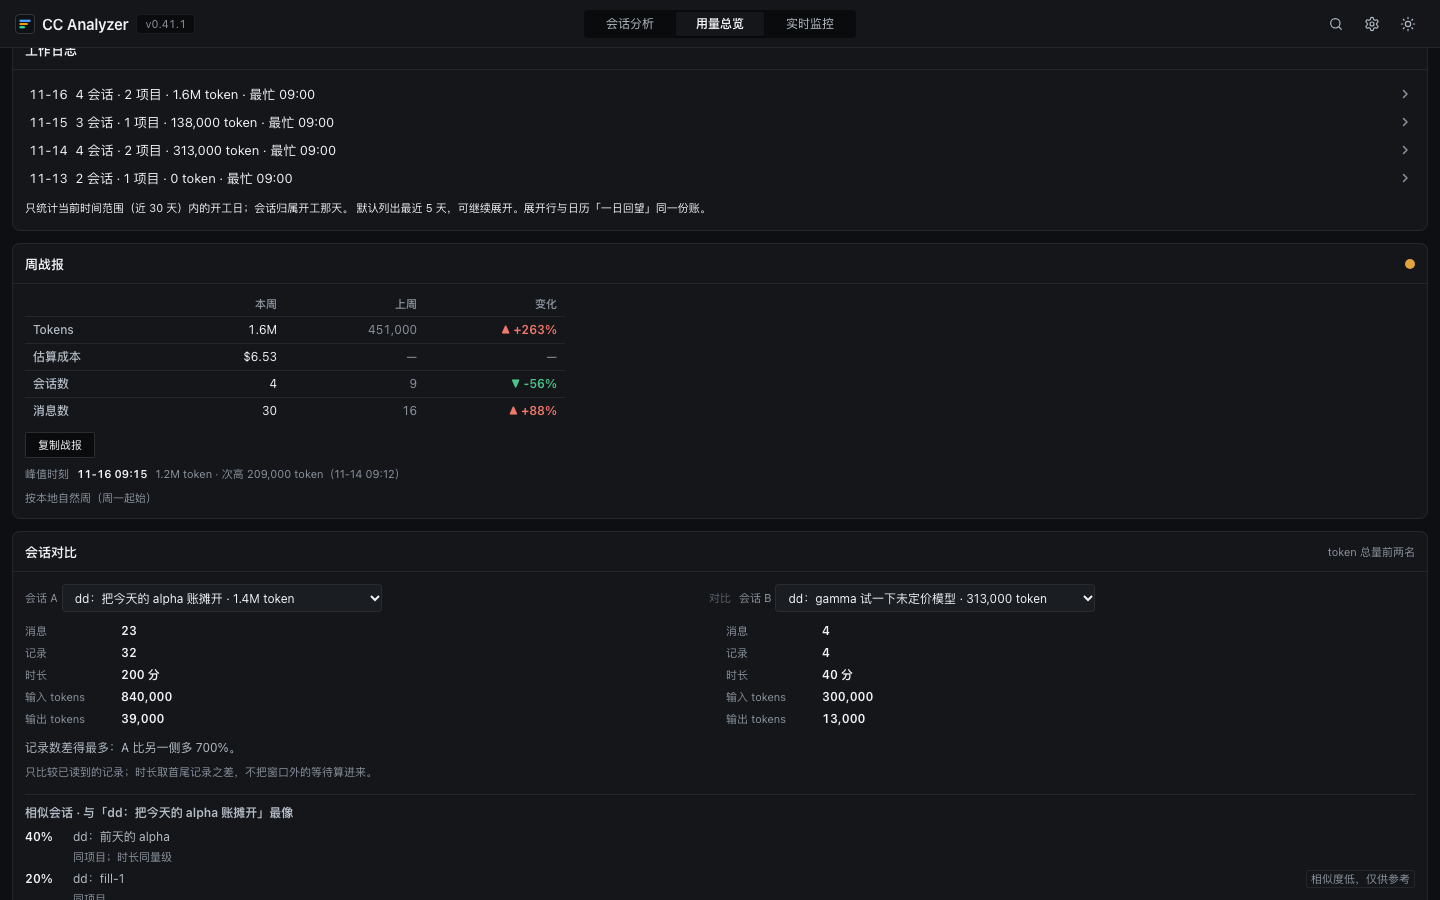 CC Analyzer v0.41.1 会话分析 用量总览 实时监控
工作日志
11-16 4 会话 · 2 项目 · 1.6M token · 最忙 09:00
11-15 3 会话 · 1 项目 · 138,000 token · 最忙 09:00
11-14 4 会话 · 2 项目 · 313,000 token · 最忙 09:00
11-13 2 会话 · 1 项目 · 0 token · 最忙 09:00
只统计当前时间范围（近 30 天）内的开工日；会话归属开工那天。 默认列出最近 5 天，可继续展开。展开行与日历「一日回望」同一份账。
周战报
本周 上周 变化
Tokens 1.6M 451,000 ▲ +263%
估算成本 $6.53 — —
会话数 4 9 ▼ -56%
消息数 30 16 ▲ +88%
复制战报
峰值时刻 11-16 09:15 1.2M token · 次高 209,000 token（11-14 09:12）
按本地自然周（周一起始）
会话对比 token 总量前两名
会话 A dd：把今天的 alpha 账摊开 · 1.4M token 对比 会话 B dd：gamma 试一下未定价模型 · 313,000 token
消息 23 消息 4
记录 32 记录 4
时长 200 分 时长 40 分
输入 tokens 840,000 输入 tokens 300,000
输出 tokens 39,000 输出 tokens 13,000
记录数差得最多：A 比另一侧多 700%。
只比较已读到的记录；时长取首尾记录之差，不把窗口外的等待算进来。
相似会话 · 与「dd：把今天的 alpha 账摊开」最像
40% dd：前天的 alpha
同项目；时长同量级
20% dd：fill-1 相似度低，仅供参考
同项目